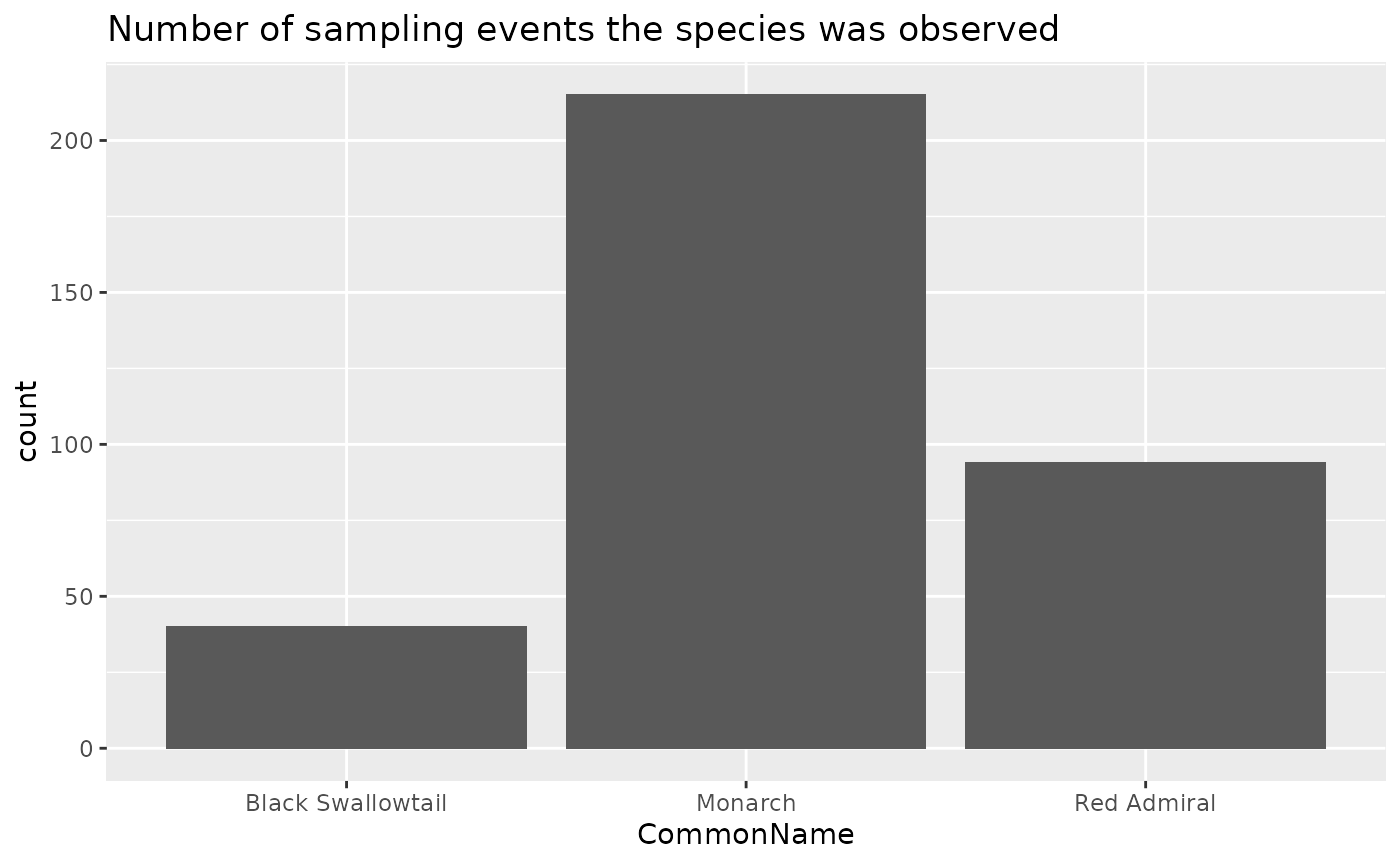 Number of sampling events the species was observed
count
200
150
100
50
0
Black Swallowtail
Monarch
Red Admiral
CommonName